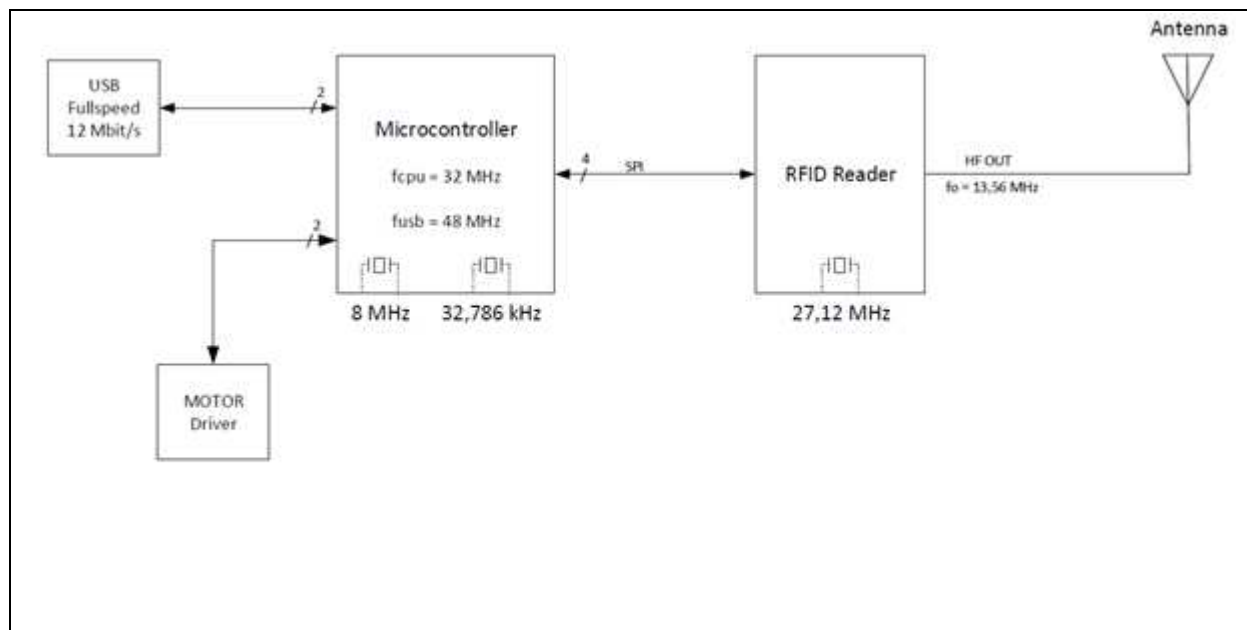 Antenna
USB
Fullspeed
12 Mbit/s
2
Microcontroller
fcpu = 32 MHz
fusb = 48 MHz
4
SPI
RFID Reader
HF OUT
fo = 13,56 MHz
2
8 MHz
32,786 kHz
27,12 MHz
MOTOR
Driver